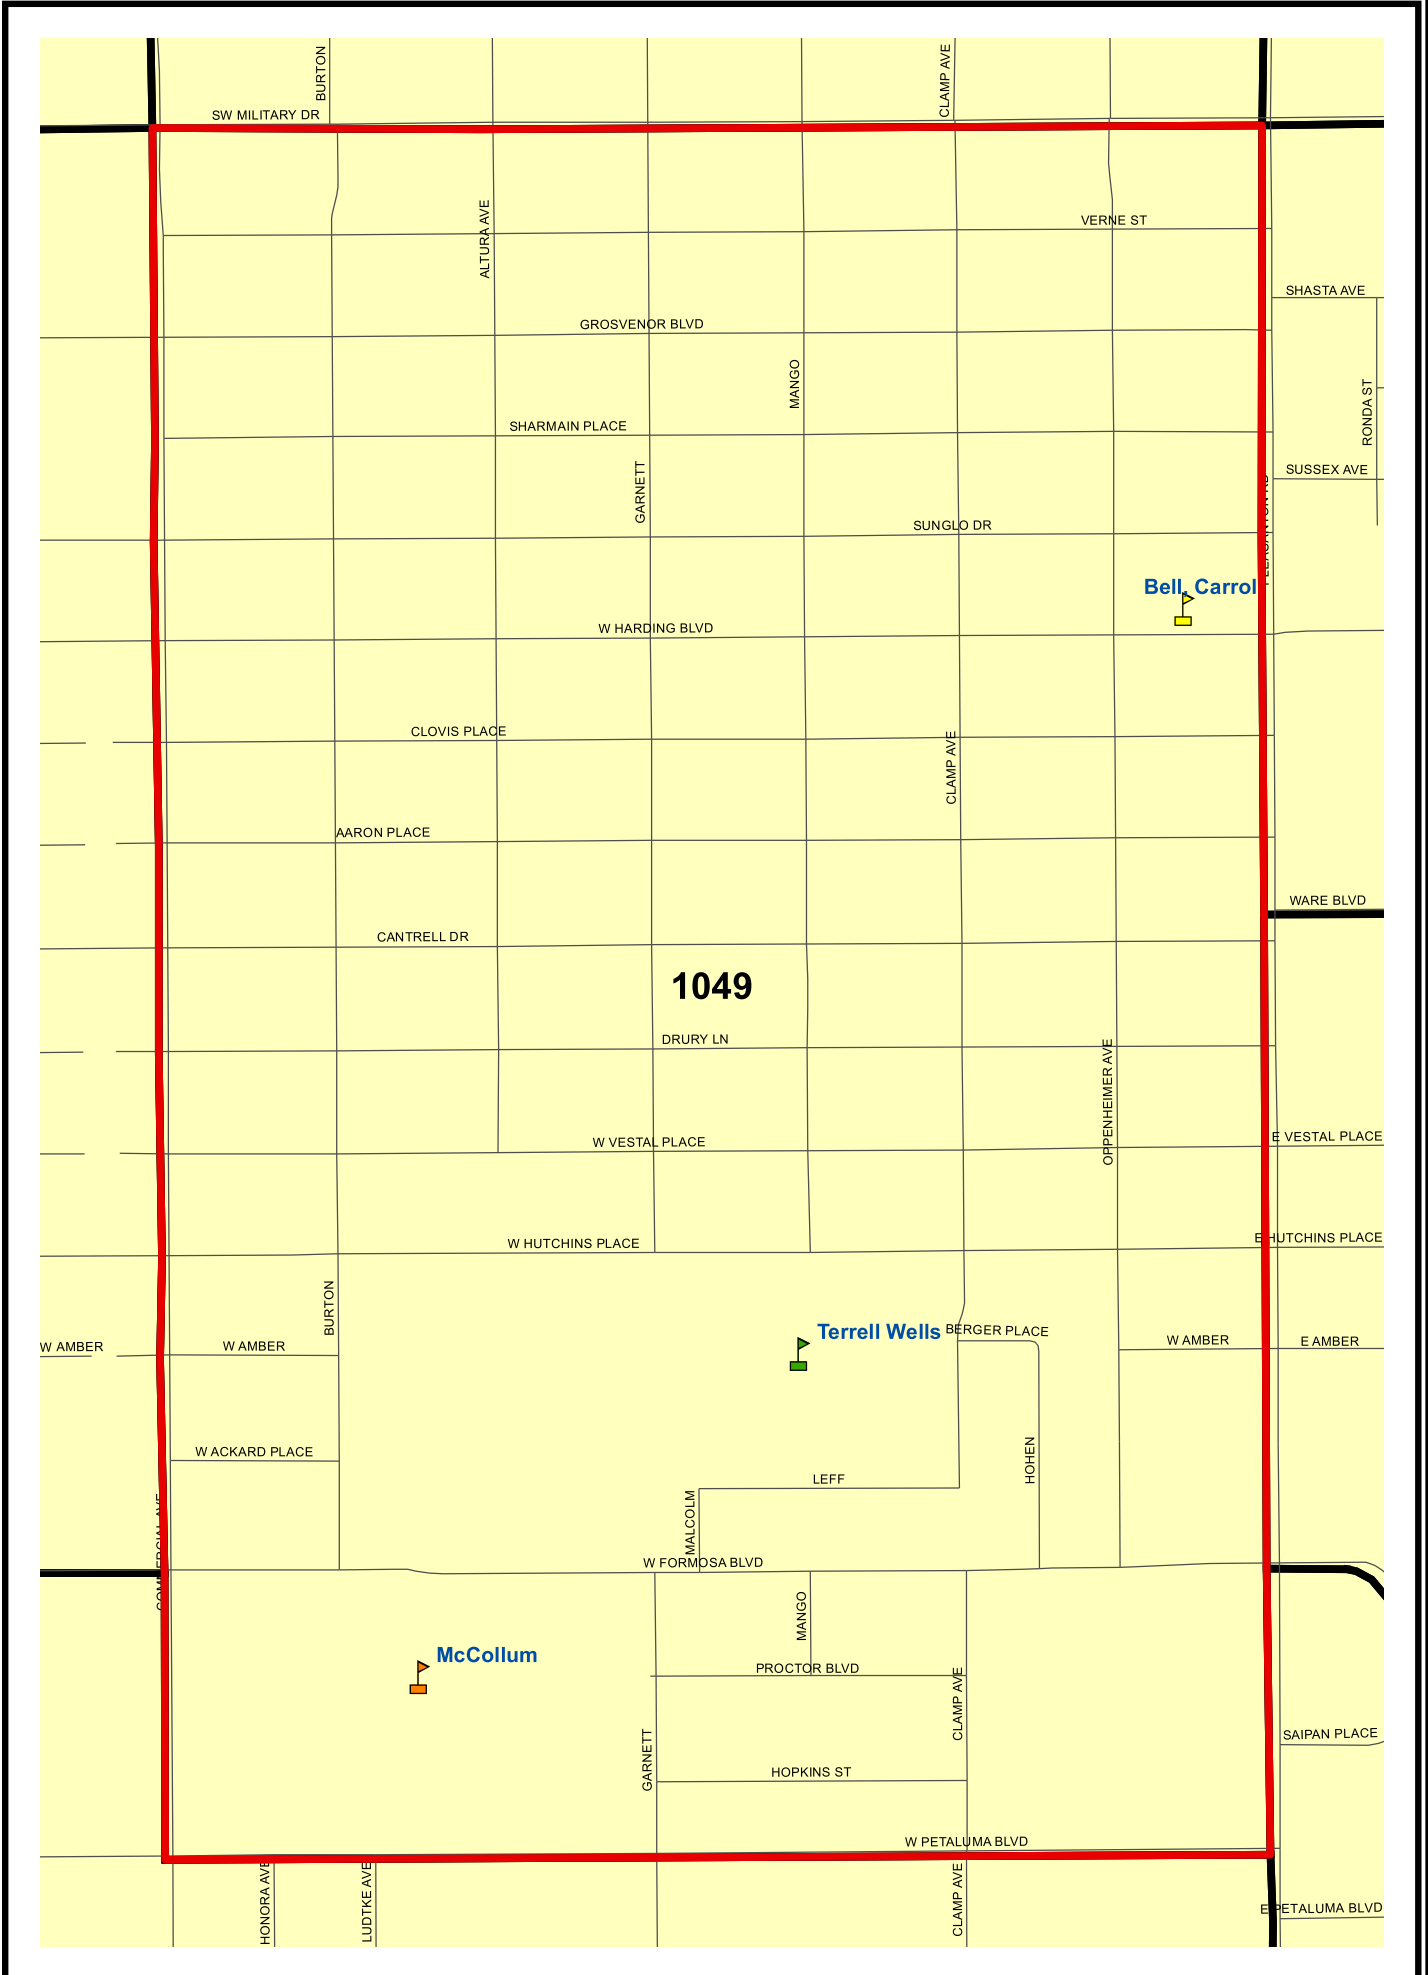 BURTON
CLAMP AVE
SW MILITARY DR
ALTURA AVE
VERNE ST
SHASTA AVE
GROSVENOR BLVD
MANGO
RONDA ST
SHARMAIN PLACE
GARNETT
SUSSEX AVE
PLEASANTON RD
SUNGLO DR
Bell, Carrol
W HARDING BLVD
CLOVIS PLACE
CLAMP AVE
AARON PLACE
WARE BLVD
CANTRELL DR
1049
DRURY LN
OPPENHEIMER AVE
W VESTAL PLACE
E VESTAL PLACE
W HUTCHINS PLACE
E HUTCHINS PLACE
BURTON
Terrell Wells
BERGER PLACE
W AMBER
W AMBER
W AMBER
E AMBER
W ACKARD PLACE
HOHEN
LEFF
MALCOLM
COMMERCIAL AVE
W FORMOSA BLVD
MANGO
McCollum
PROCTOR BLVD
CLAMP AVE
GARNETT
SAIPAN PLACE
HOPKINS ST
W PETALUMA BLVD
HONORA AVE
LUDTKE AVE
CLAMP AVE
E PETALUMA BLVD